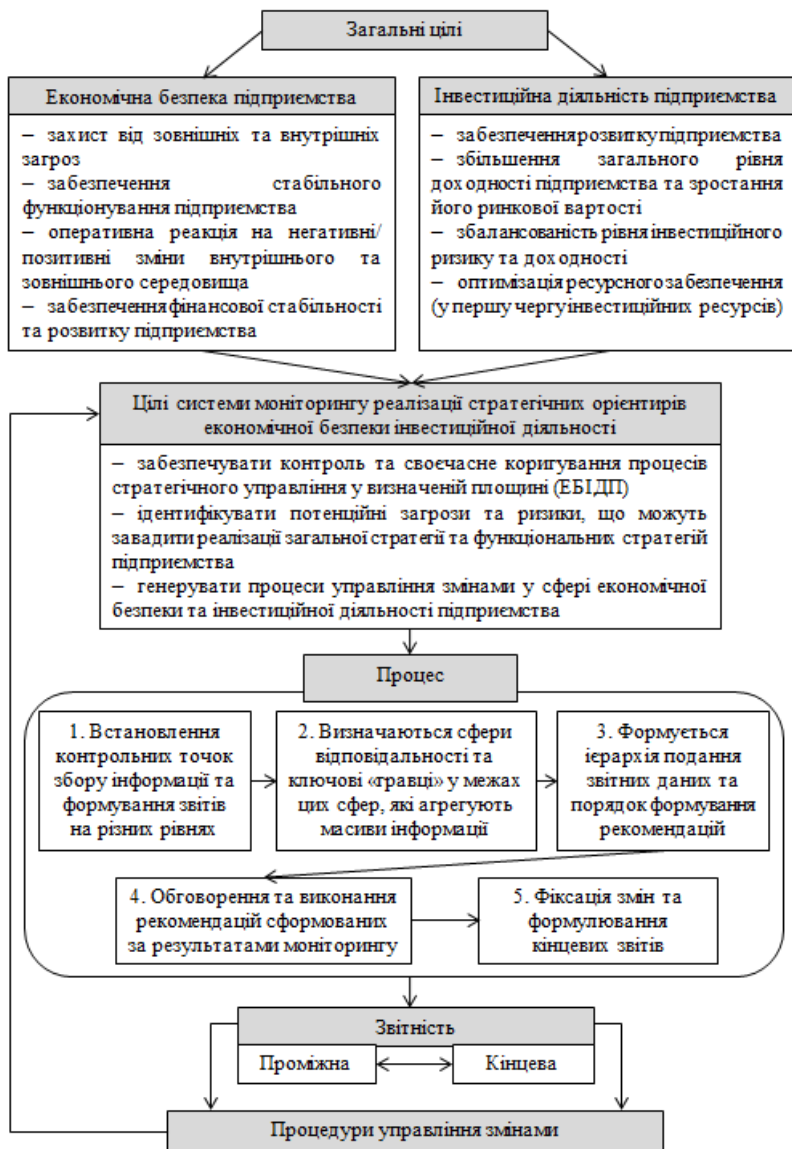 Загальні цілі
Економічна безпека підприємства
– захист від зовнішніх та внутрішніх
загроз
– забезпечення стабільного
функціонування підприємства
– оперативна реакція на негативні/
позитивні зміни внутрішнього та
зовнішнього середовища
– забезпечення фінансової стабільності
та розвитку підприємства
Інвестиційна діяльність підприємства
– забезпечення розвитку підприємства
– збільшення загального рівня
доходності підприємства та зростання
його ринкової вартості
– збалансованість рівня інвестиційного
ризику та доходності
– оптимізація ресурсного забезпечення
(у першу чергу інвестиційних ресурсів)
Цілі системи моніторингу реалізації стратегічних орієнтирів
економічної безпеки інвестиційної діяльності
– забезпечувати контроль та своєчасне коригування процесів
стратегічного управління у визначеній площині (ЕБІДП)
– ідентифікувати потенційні загрози та ризики, що можуть
завадити реалізації загальної стратегії та функціональних стратегій
підприємства
– генерувати процеси управління змінами у сфері економічної
безпеки та інвестиційної діяльності підприємства
Процес
1. Встановлення
контрольних точок
збору інформації та
формування звітів
на різних рівнях
2. Визначаються сфери
відповідальності та
ключові «гравці» у межах
цих сфер, які агрегують
масиви інформації
3. Формується
ієрархія подання
звітних даних та
порядок формування
рекомендацій
4. Обговорення та виконання
рекомендацій сформованих
за результатами моніторингу
5. Фіксація змін та
формулювання
кінцевих звітів
Звітність
Проміжна
Кінцева
Процедури управління змінами